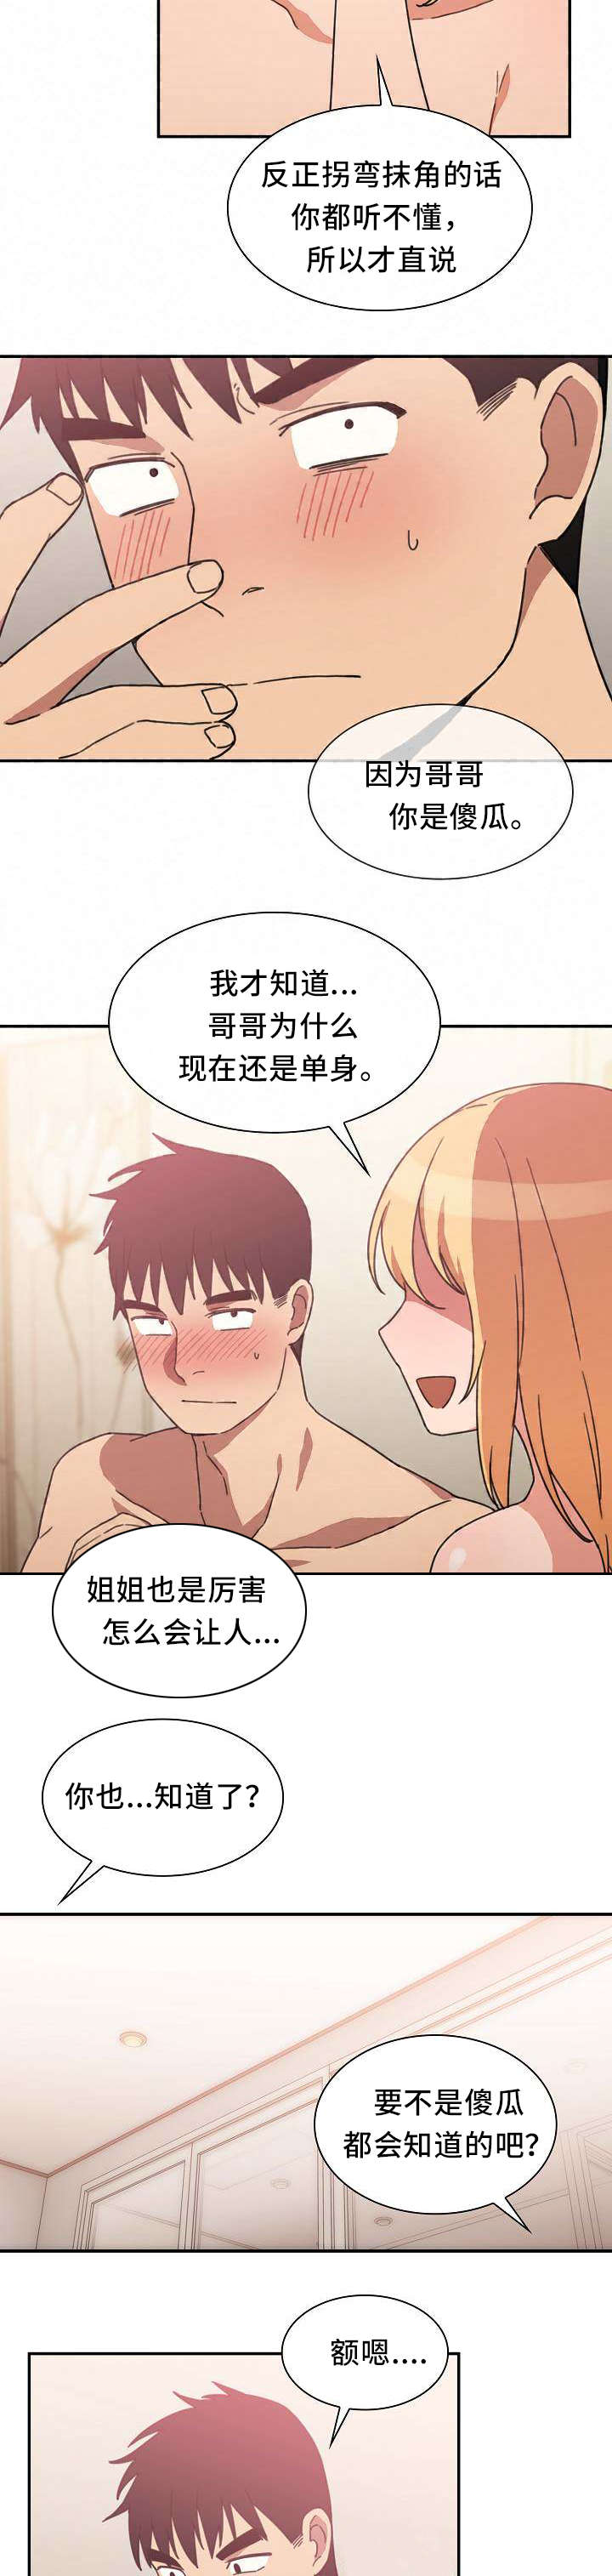 反正拐弯抹角的话
你都听不懂，
所以才直说
因为哥哥
你是傻瓜。
我才知道...
哥哥为什么
现在还是单身。
姐姐也是厉害
怎么会让人...
你也...知道了？
要不是傻瓜
都会知道的吧？
额嗯....